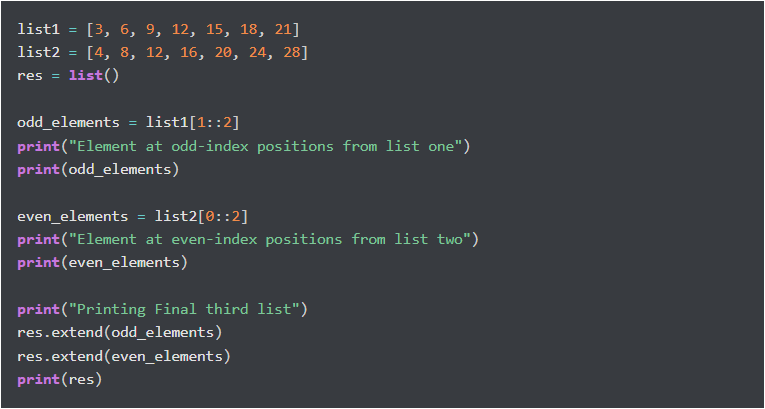 list1 = [3, 6, 9, 12, 15, 18, 21]
list2 = [4, 8, 12, 16, 20, 24, 28]
res = list()
odd_elements = list1[1::2]
print("Element at odd-index positions from list one")
print(odd_elements)
even_elements = list2[0::2]
print("Element at even-index positions from list two")
print(even_elements)
print("Printing Final third list")
res.extend(odd_elements)
res.extend(even_elements)
print(res)